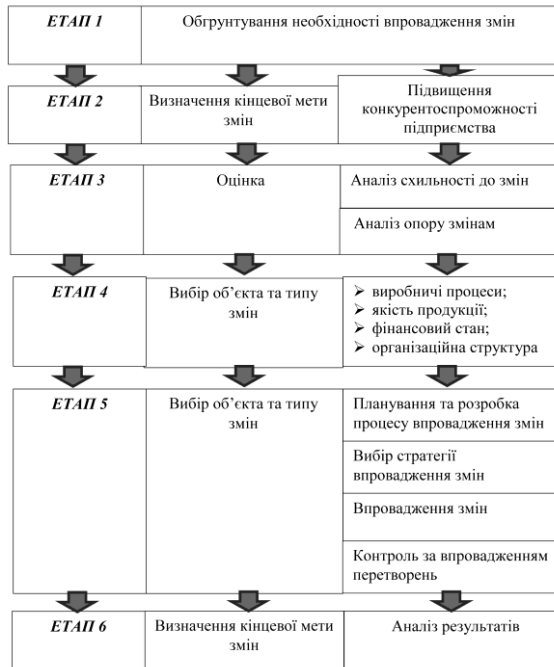 ЕТАП 1
Обгрунтування необхідності впровадження змін
ЕТАП 2
Визначення кінцевої мети
змін
Підвищення
конкурентоспроможності
підприємства
ЕТАП 3
Оцінка
Аналіз схильності до змін
Аналіз опору змінам
ЕТАП 4
Вибір об’єкта та типу
змін
➢ виробничі процеси;
➢ якість продукції;
➢ фінансовий стан;
➢ організаційна структура
ЕТАП 5
Вибір об’єкта та типу
змін
Планування та розробка
процесу впровадження змін
Вибір стратегії
впровадження змін
Впровадження змін
Контроль за впровадженням
перетворень
ЕТАП 6
Визначення кінцевої мети
змін
Аналіз результатів